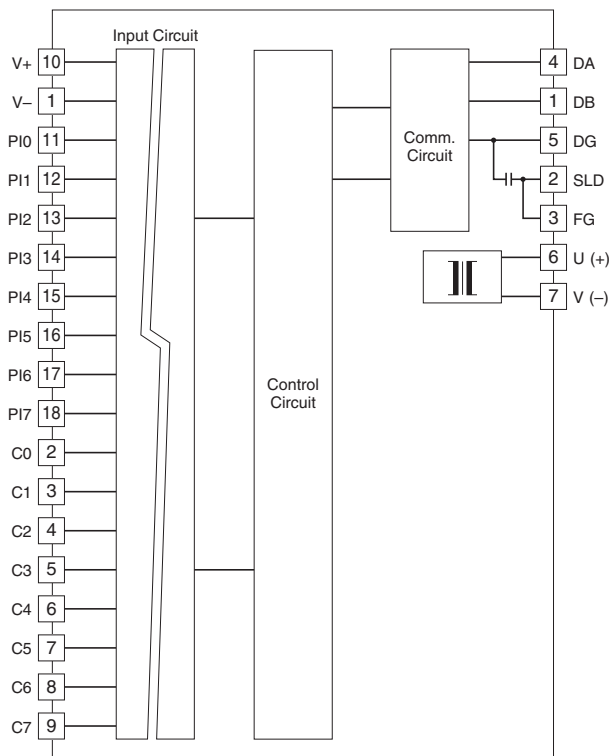 Input Circuit
V+ 10
V– 1
PI0 11
PI1 12
PI2 13
PI3 14
PI4 15
PI5 16
PI6 17
PI7 18
C0 2
C1 3
C2 4
C3 5
C4 6
C5 7
C6 8
C7 9
Control
Circuit
Comm.
Circuit
4 DA
1 DB
5 DG
2 SLD
3 FG
6 U (+)
7 V (–)